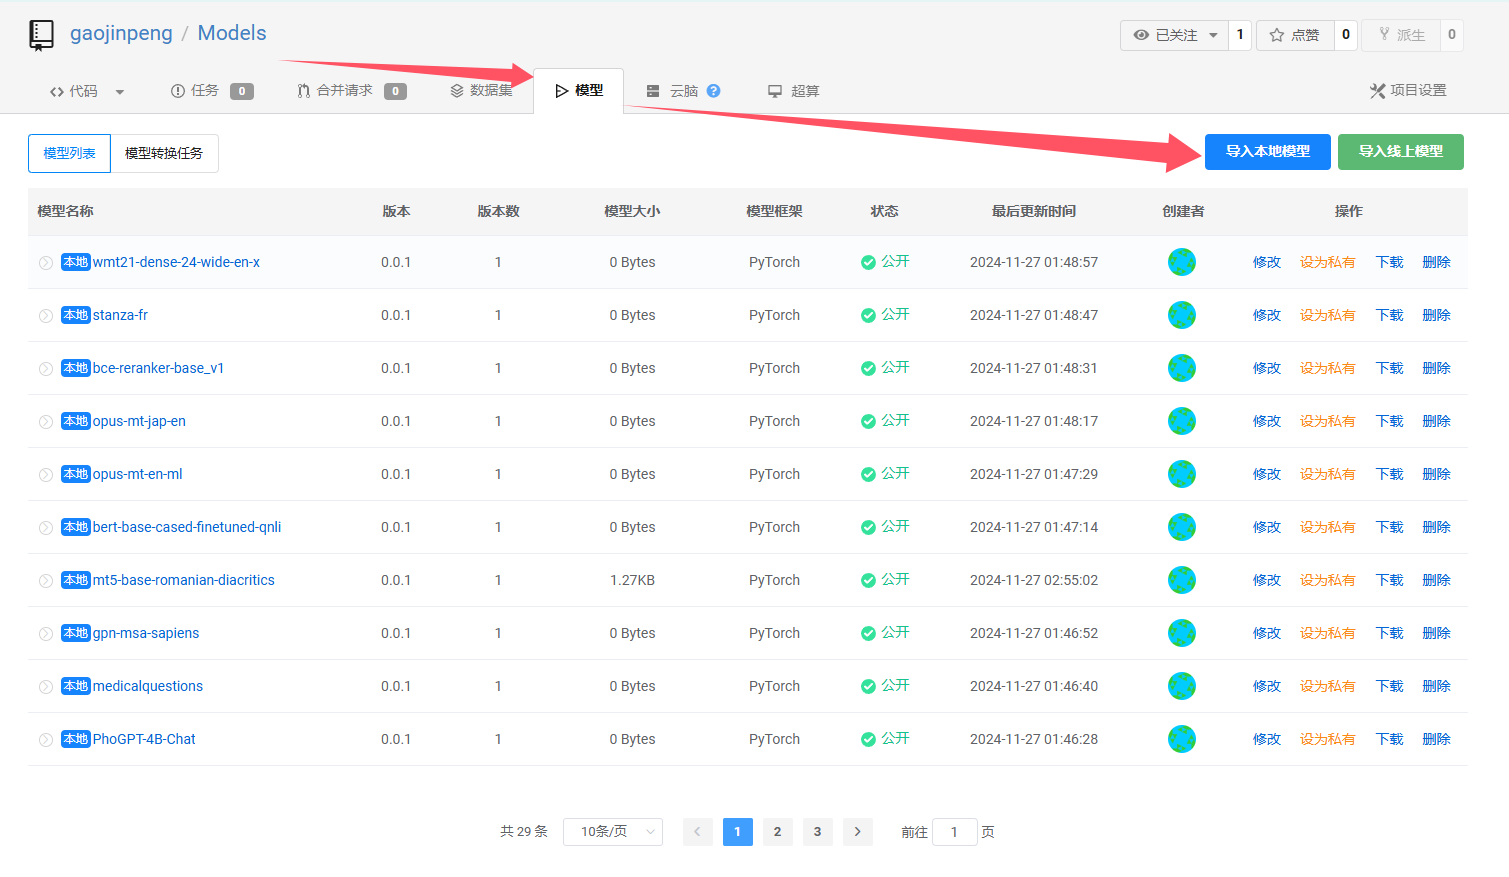 gaojinpeng / Models
已关注 1 点赞 0 派生 0
代码 任务 0 合并请求 0 数据集 模型 云脑 ? 超算 项目设置
模型列表 模型转换任务 导入本地模型 导入线上模型
模型名称 版本 版本数 模型大小 模型框架 状态 最后更新时间 创建者 操作
本地 wmt21-dense-24-wide-en-x 0.0.1 1 0 Bytes PyTorch 公开 2024-11-27 01:48:57 修改 设为私有 下载 删除
本地 stanza-fr 0.0.1 1 0 Bytes PyTorch 公开 2024-11-27 01:48:47 修改 设为私有 下载 删除
本地 bce-reranker-base_v1 0.0.1 1 0 Bytes PyTorch 公开 2024-11-27 01:48:31 修改 设为私有 下载 删除
本地 opus-mt-jap-en 0.0.1 1 0 Bytes PyTorch 公开 2024-11-27 01:48:17 修改 设为私有 下载 删除
本地 opus-mt-en-ml 0.0.1 1 0 Bytes PyTorch 公开 2024-11-27 01:47:29 修改 设为私有 下载 删除
本地 bert-base-cased-finetuned-qnli 0.0.1 1 0 Bytes PyTorch 公开 2024-11-27 01:47:14 修改 设为私有 下载 删除
本地 mt5-base-romanian-diacritics 0.0.1 1 1.27KB PyTorch 公开 2024-11-27 02:55:02 修改 设为私有 下载 删除
本地 gpn-msa-sapiens 0.0.1 1 0 Bytes PyTorch 公开 2024-11-27 01:46:52 修改 设为私有 下载 删除
本地 medicalquestions 0.0.1 1 0 Bytes PyTorch 公开 2024-11-27 01:46:40 修改 设为私有 下载 删除
本地 PhoGPT-4B-Chat 0.0.1 1 0 Bytes PyTorch 公开 2024-11-27 01:46:28 修改 设为私有 下载 删除
共 29 条 10条/页 1 2 3 前往 1 页